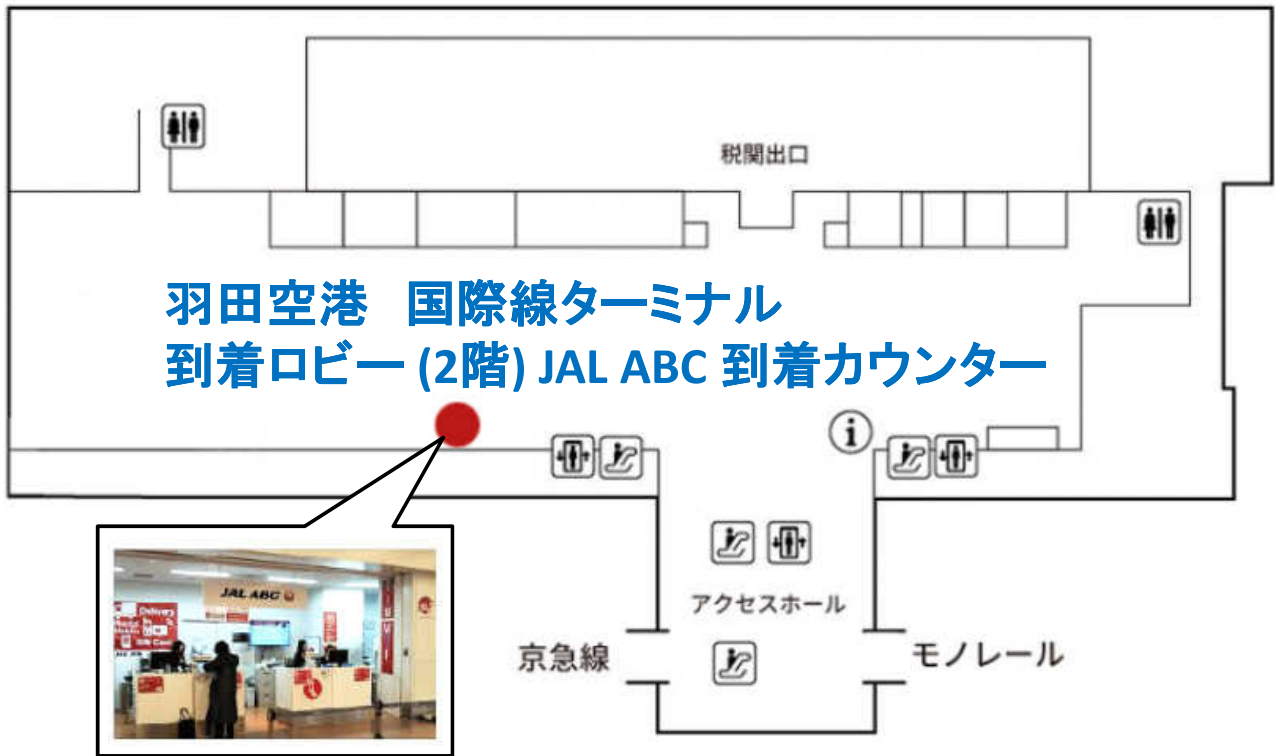 税関出口
羽田空港 国際線ターミナル
到着ロビー (2階) JAL ABC 到着カウンター
i
アクセスホール
京急線
モノレール
JAL ABC
Delivery